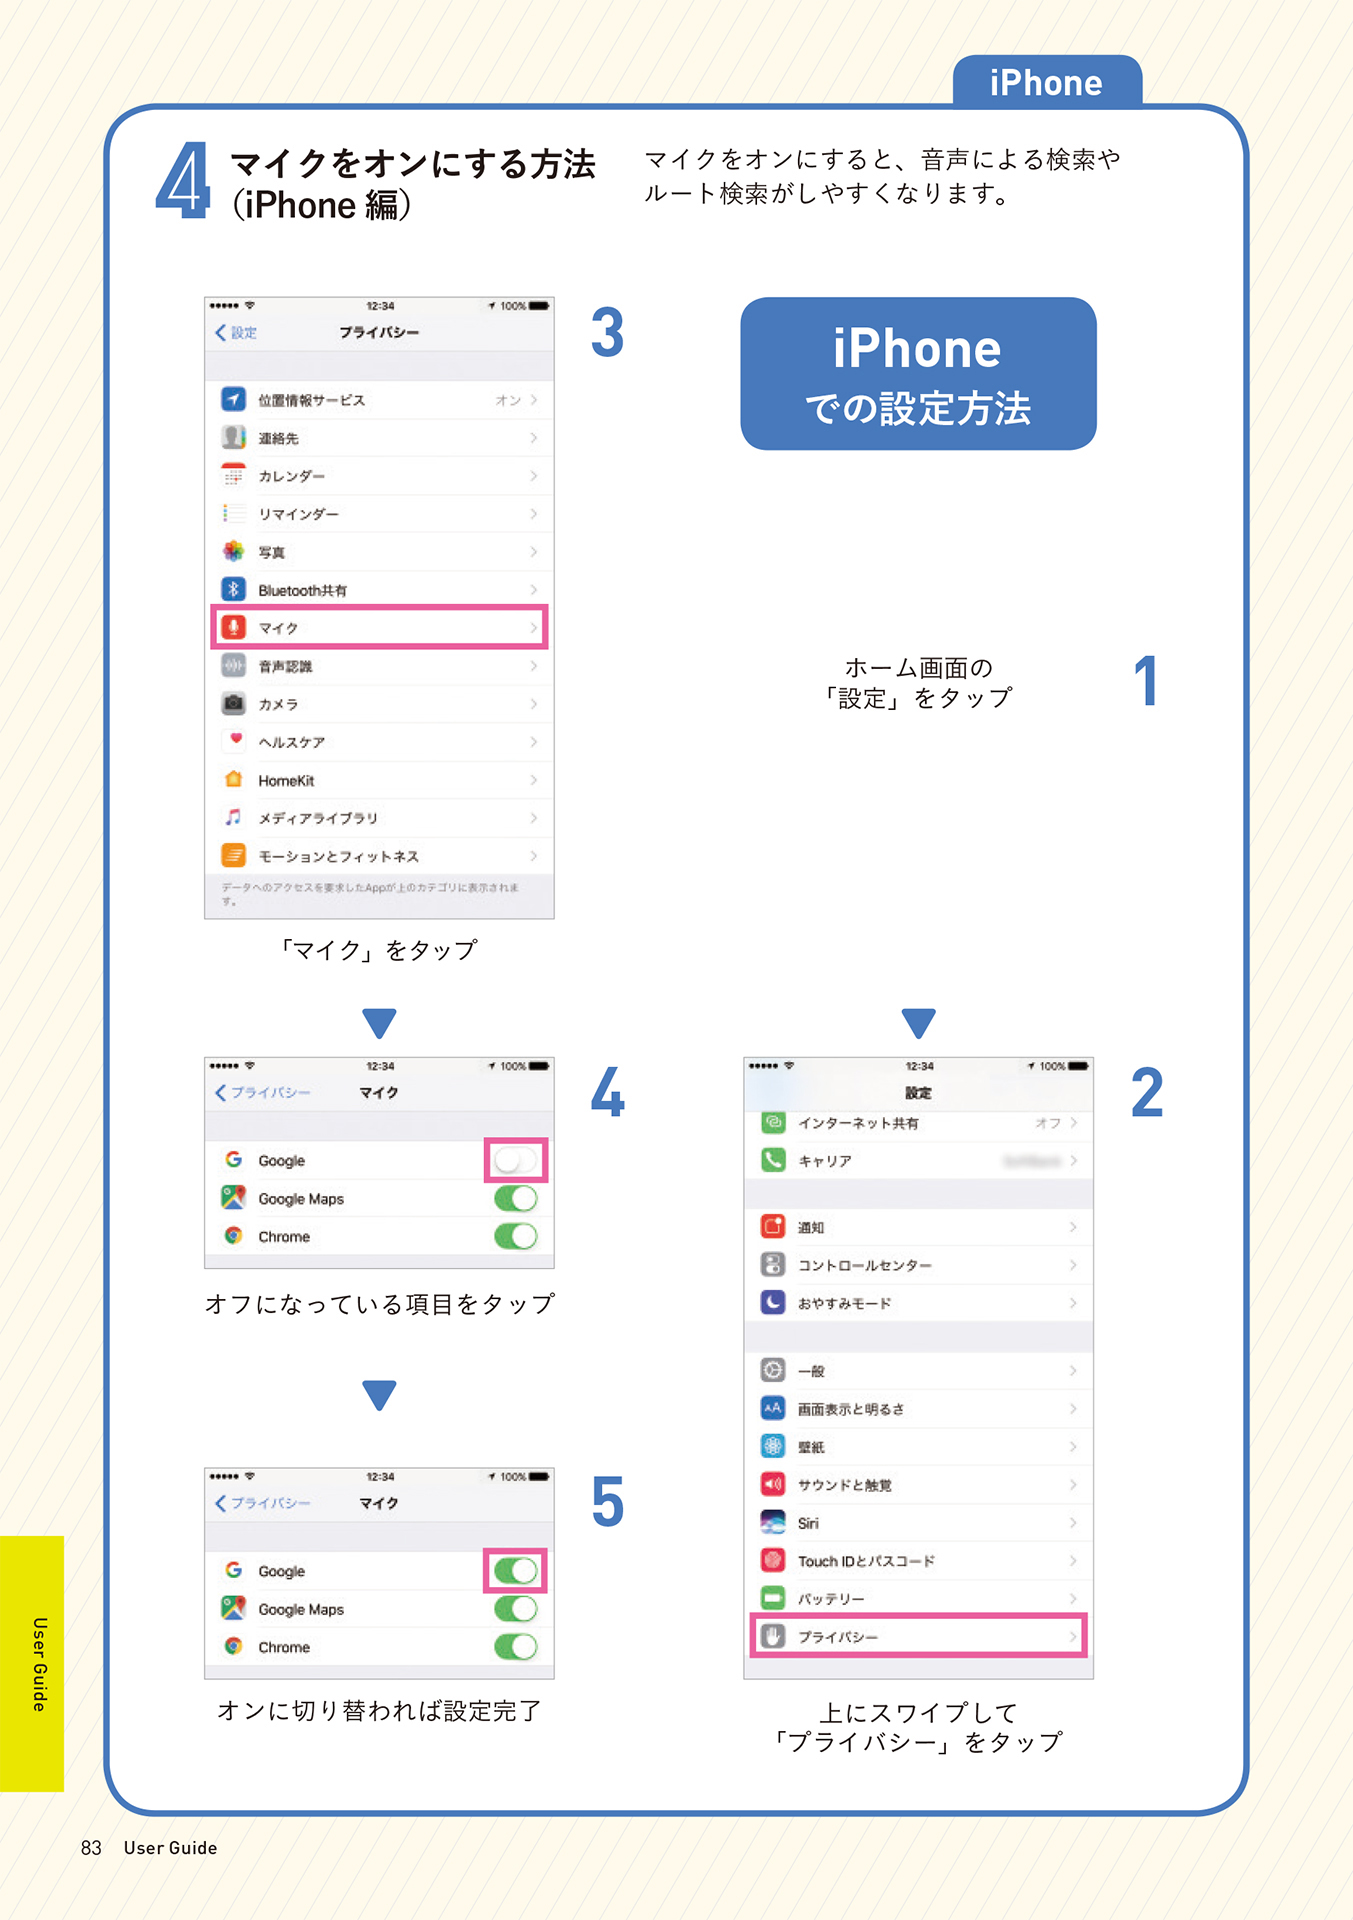 iPhone
4 マイクをオンにする方法
（iPhone 編）
マイクをオンにすると、音声による検索や
ルート検索がしやすくなります。
iPhone
での設定方法
1
ホーム画面の
「設定」をタップ
2
12:34 100%
設定
インターネット共有 オフ
キャリア
通知
コントロールセンター
おやすみモード
一般
AA 画面表示と明るさ
壁紙
サウンドと触覚
Siri
Touch IDとパスコード
バッテリー
プライバシー
上にスワイプして
「プライバシー」をタップ
3
12:34 100%
設定 プライバシー
位置情報サービス オン
連絡先
カレンダー
リマインダー
写真
Bluetooth共有
マイク
音声認識
カメラ
ヘルスケア
HomeKit
メディアライブラリ
モーションとフィットネス
データへのアクセスを要求したAppが上のカテゴリに表示されま
す。
「マイク」をタップ
4
12:34 100%
プライバシー マイク
Google
Google Maps
Chrome
オフになっている項目をタップ
5
12:34 100%
プライバシー マイク
Google
Google Maps
Chrome
オンに切り替われば設定完了
User Guide
83 User Guide